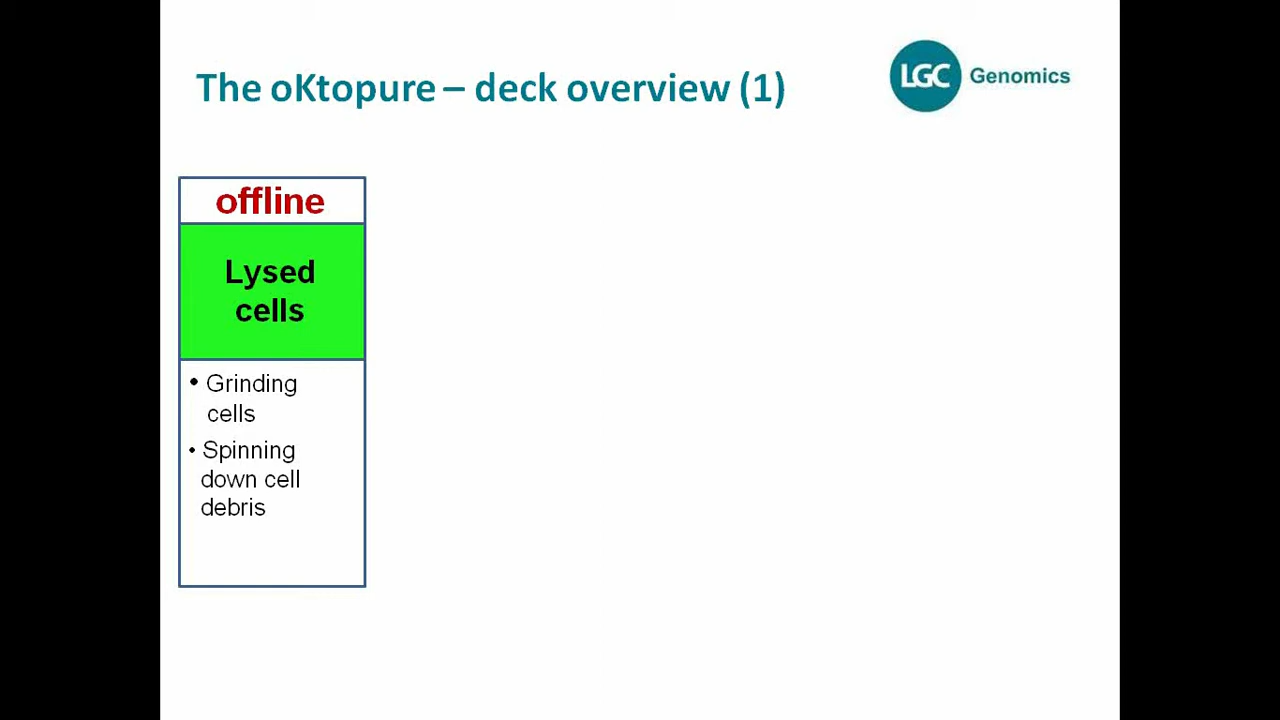 The oKtopure – deck overview (1)
LGC Genomics
offline
Lysed
cells
• Grinding
cells
• Spinning
down cell
debris